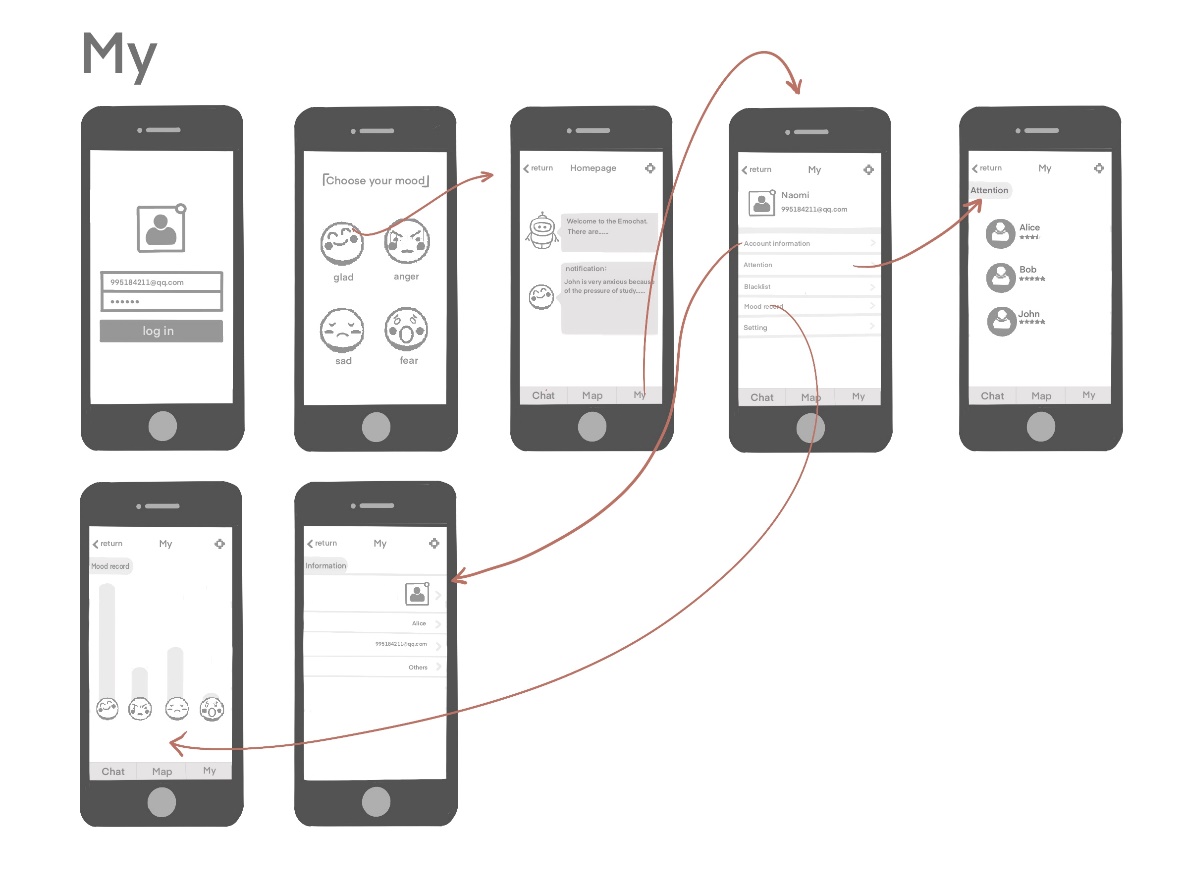 My
995184211@qq.com
••••••
log in
「Choose your mood」
glad
anger
sad
fear
return
Homepage
Welcome to the Emochat.
There are......
notification:
John is very anxious because
of the pressure of study......
Chat
Map
My
return
My
Naomi
995184211@qq.com
Account information
Attention
Blacklist
Mood record
Setting
Chat
Map
My
return
My
Attention
Alice
Bob
John
Chat
Map
My
return
My
Mood record
Chat
Map
My
return
My
Information
Alice
995184211@qq.com
Others